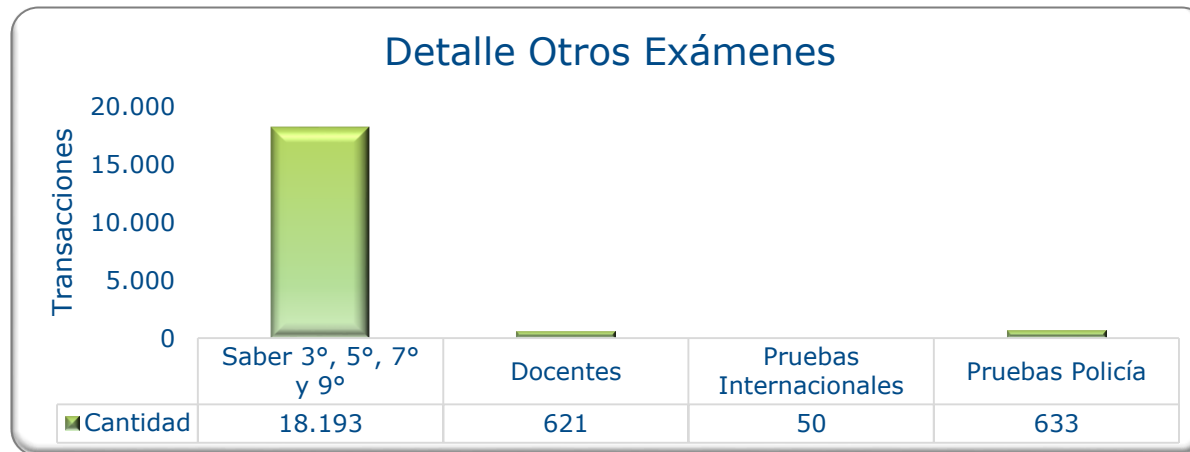 Detalle Otros Exámenes
Transacciones
20.000
15.000
10.000
5.000
0
Saber 3°, 5°, 7°
y 9°
Docentes
Pruebas
Internacionales
Pruebas Policía
Cantidad 18.193 621 50 633